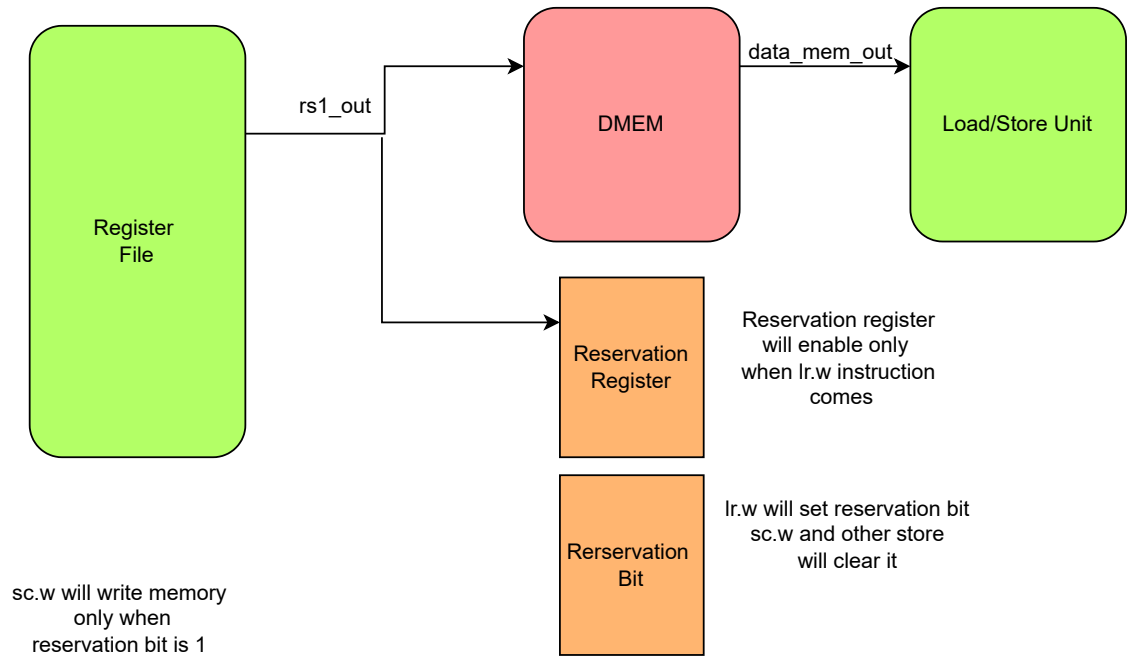 data_mem_out
rs1_out
DMEM
Load/Store Unit
Register
File
Reservation
Register
Reservation register
will enable only
when lr.w instruction
comes
Rerservation
Bit
lr.w will set reservation bit
sc.w and other store
will clear it
sc.w will write memory
only when
reservation bit is 1